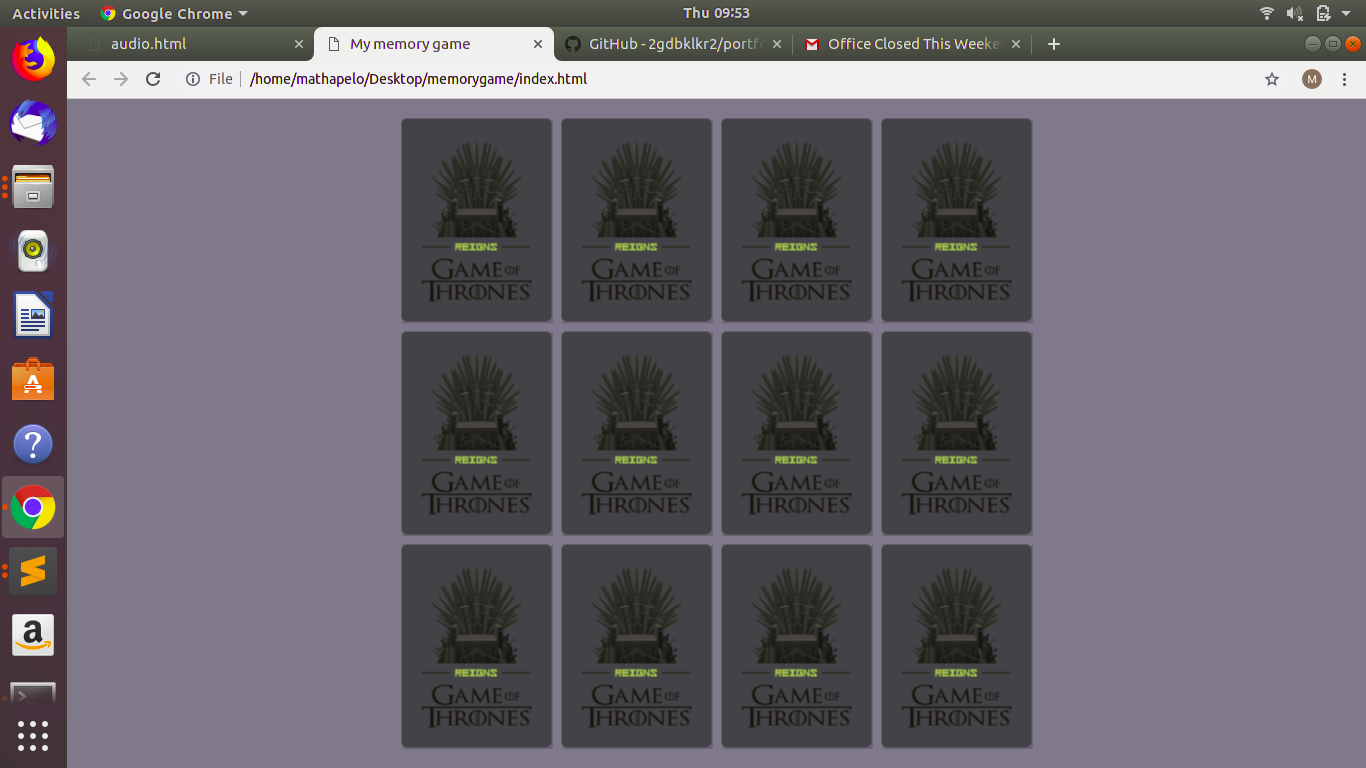 Activities Google Chrome Thu 09:53
audio.html My memory game GitHub - 2gdbklkr2/portfo Office Closed This Weeke
File /home/mathapelo/Desktop/memorygame/index.html M
REIGNS REIGNS REIGNS REIGNS
GAME OF GAME OF GAME OF GAME OF
THRONES THRONES THRONES THRONES
REIGNS REIGNS REIGNS REIGNS
GAME OF GAME OF GAME OF GAME OF
THRONES THRONES THRONES THRONES
REIGNS REIGNS REIGNS REIGNS
GAME OF GAME OF GAME OF GAME OF
THRONES THRONES THRONES THRONES